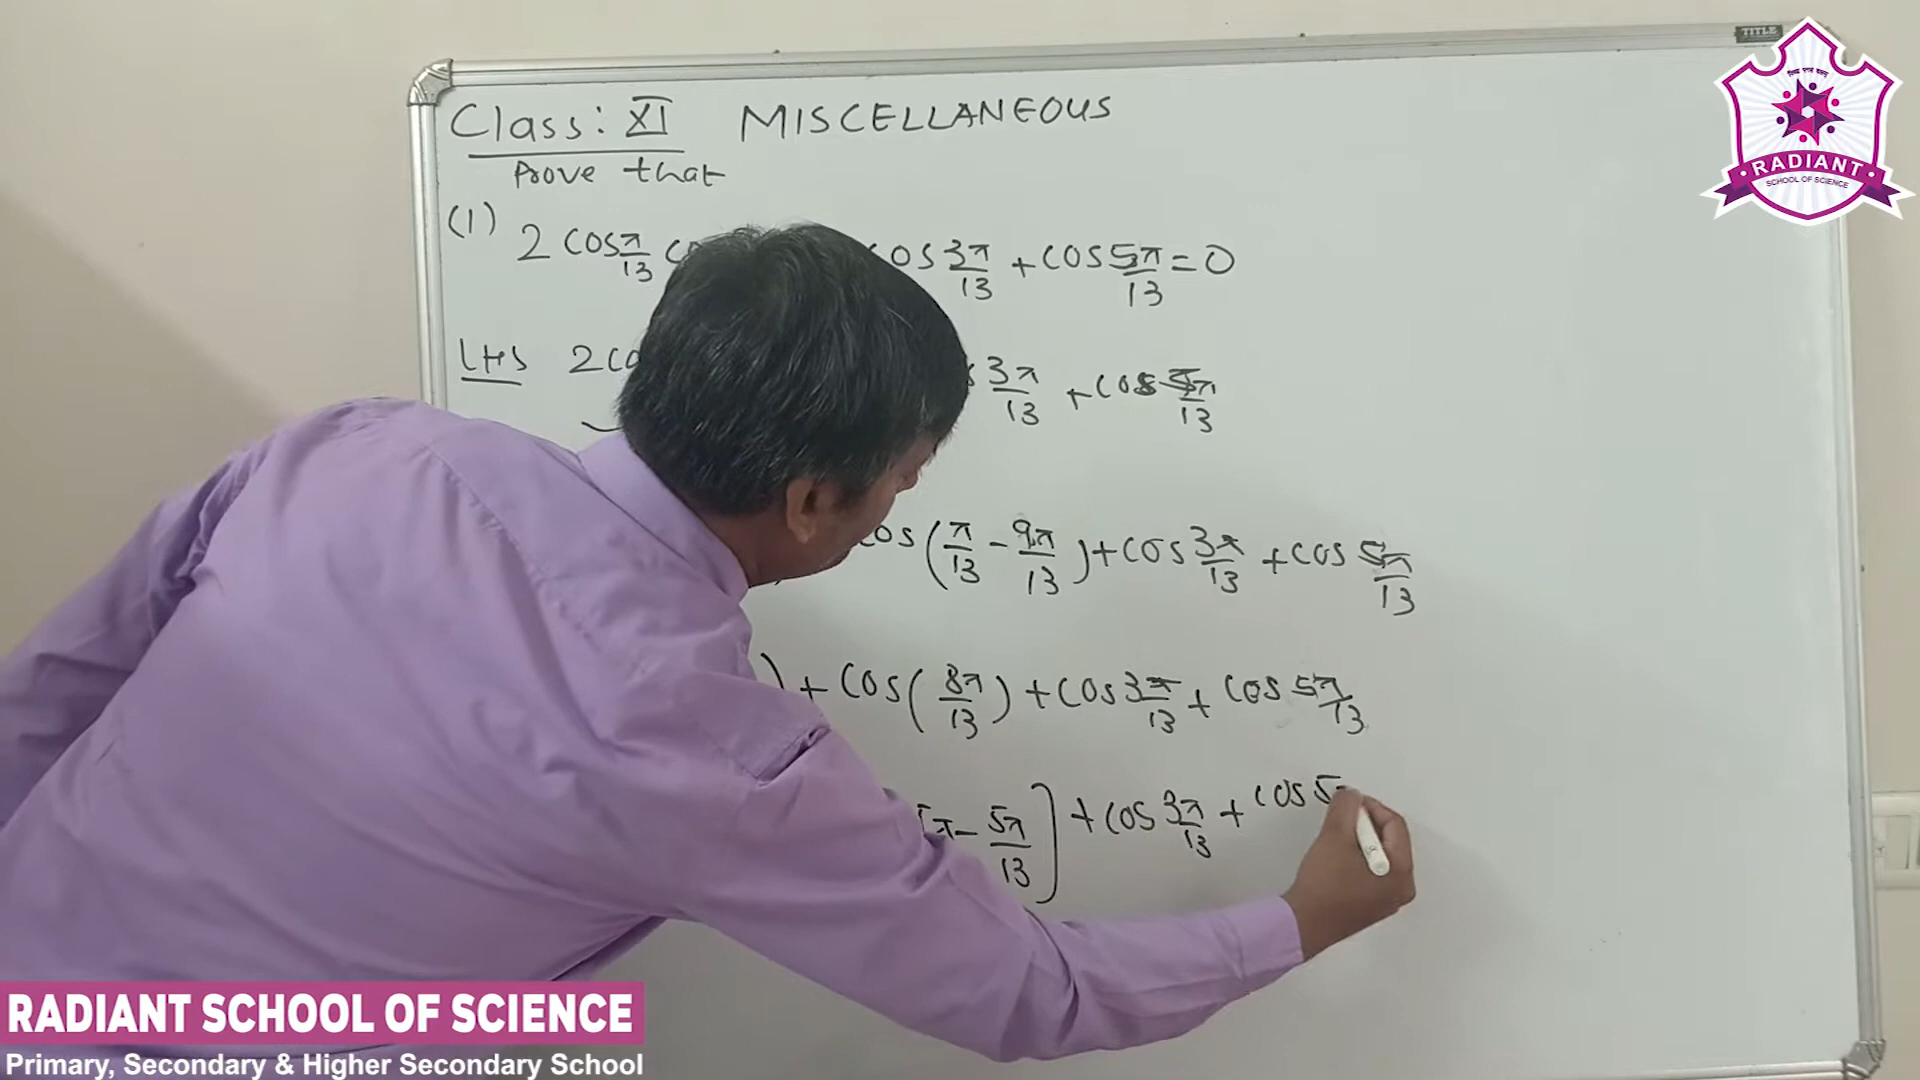 TITLE
Class: XI MISCELLANEOUS
Prove that
(1) 2 cos π/13 cos 3π/13 + cos 5π/13 = 0
LHS 2co 3π/13 + cos 5π/13
cos (π/13 - 9π/13) + cos 3π/13 + cos 5π/13
) + cos (8π/13) + cos 3π/13 + cos 5π/13
π - 5π/13] + cos 3π/13 + cos 5
RADIANT
SCHOOL OF SCIENCE
RADIANT SCHOOL OF SCIENCE
Primary, Secondary & Higher Secondary School